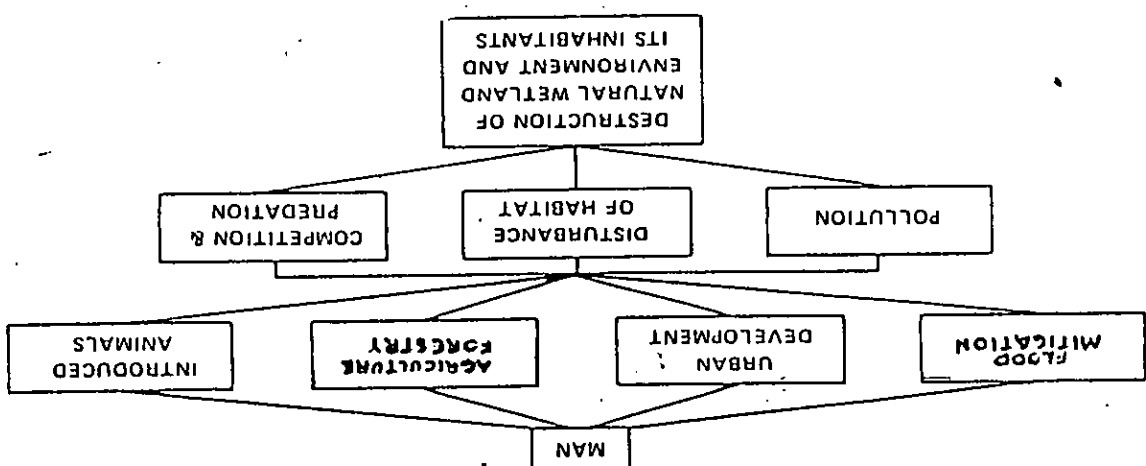 MAN
FLOOD
MITIGATION
URBAN
DEVELOPMENT
AGRICULTURE
FORESTRY
INTRODUCED
ANIMALS
POLLUTION
DISTURBANCE
OF HABITAT
COMPETITION &
PREDATION
DESTRUCTION OF
NATURAL WETLAND
ENVIRONMENT AND
ITS INHABITANTS